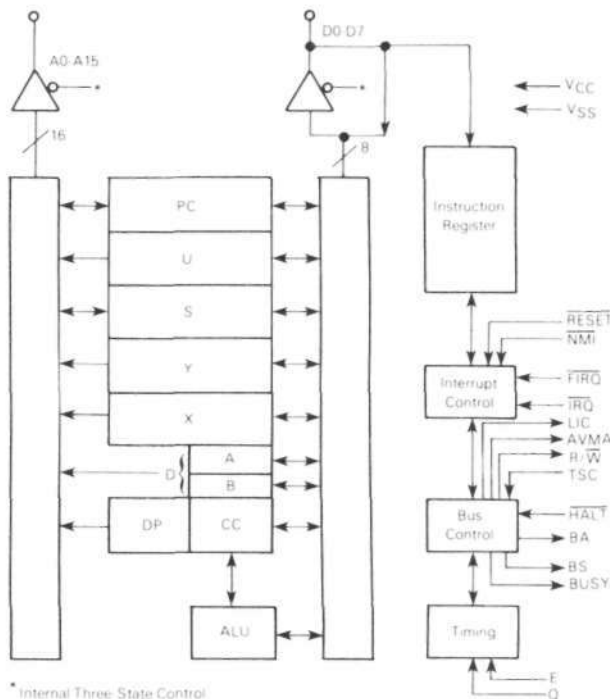 A0-A15
D0-D7
*
*
VCC
VSS
16
8
PC
U
S
Y
X
A
D {
B
DP
CC
ALU
Instruction
Register
RESET
NMI
Interrupt
Control
FIRQ
IRQ
LIC
AVMA
R/W
TSC
Bus
Control
HALT
BA
BS
BUSY
Timing
E
Q
* Internal Three State Control